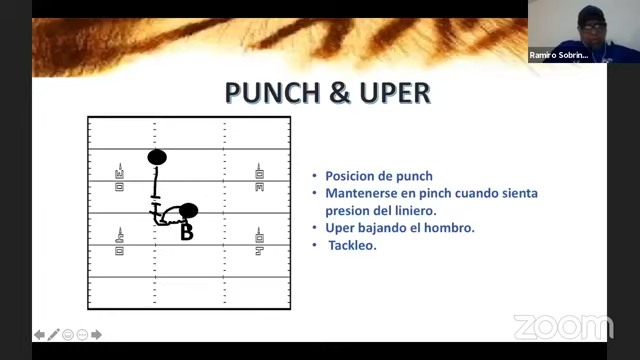 Ramiro Sobrin...
PUNCH & UPER
B
• Posicion de punch
• Mantenerse en pinch cuando sienta
presion del liniero.
• Uper bajando el hombro.
• Tackleo.
zoom